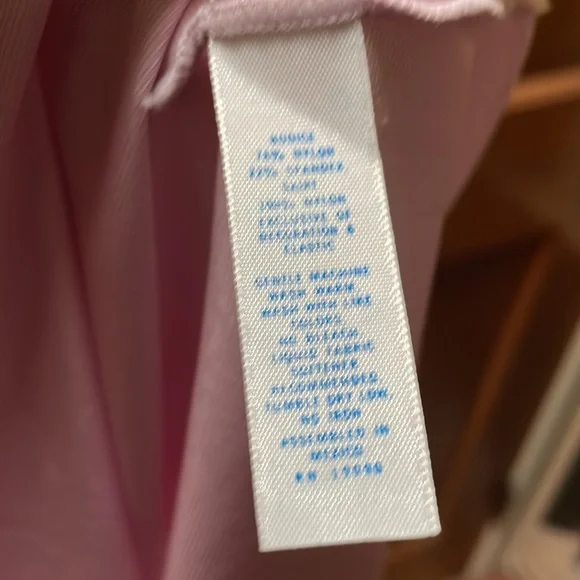 BODICE
NYLON
22% SPANDEX
SKIRT
100% NYLON
EXCLUSIVE OF
DECORATION &
ELASTIC
GENTLE MACHINE
WASH WARM
WASH WITH LIKE
COLORS
NO BLEACH
LIQUID FABRIC
SOFTENER
RECOMMENDED
TUMBLE DRY LOW
NO IRON
ASSEMBLED IN
MEXICO
RN